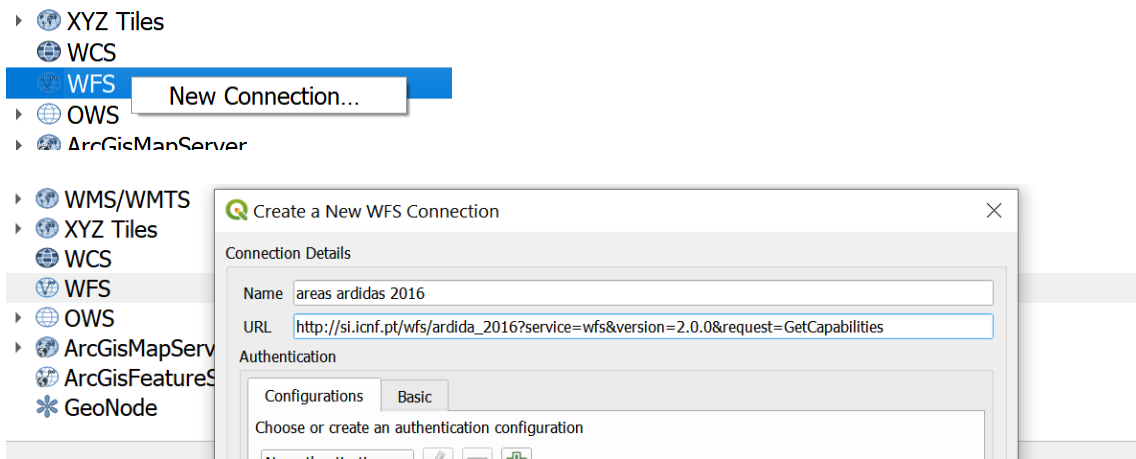 XYZ Tiles
WCS
WFS
New Connection...
OWS
ArcGisMapServer
WMS/WMTS
XYZ Tiles
WCS
WFS
OWS
ArcGisMapServ
ArcGisFeatureS
GeoNode
Create a New WFS Connection
Connection Details
Name areas ardidas 2016
URL http://si.icnf.pt/wfs/ardida_2016?service=wfs&version=2.0.0&request=GetCapabilities
Authentication
Configurations Basic
Choose or create an authentication configuration